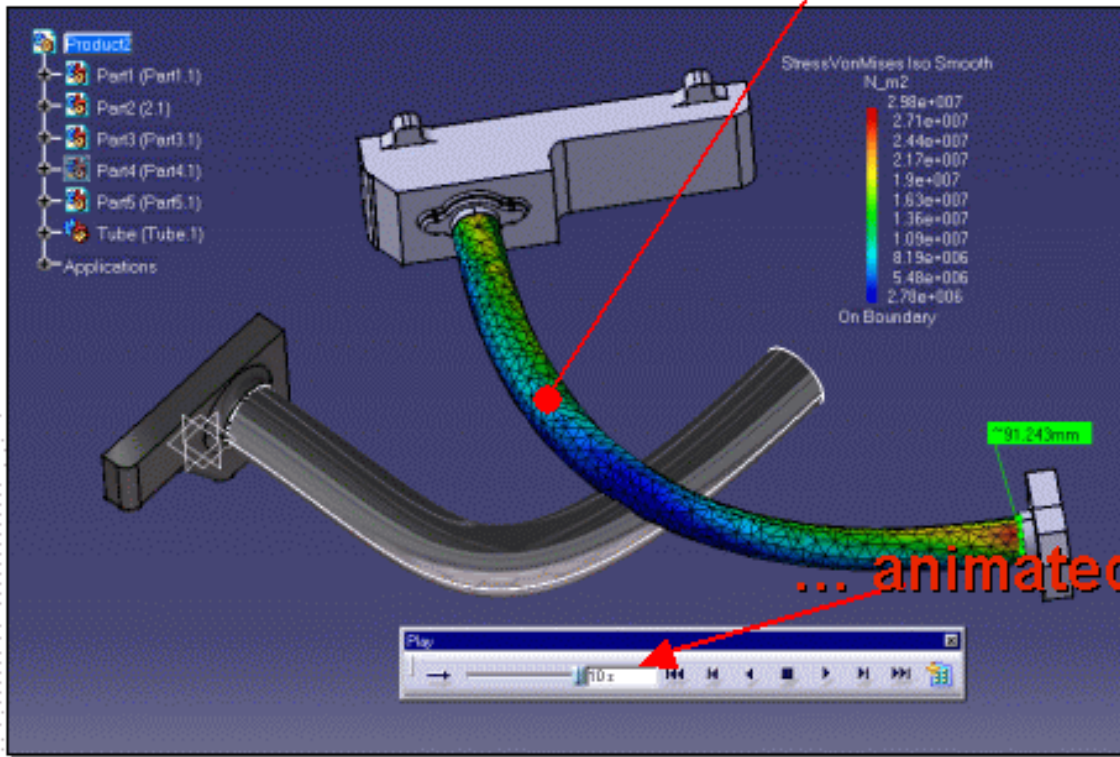 Product2
Part1 (Part1.1)
Part2 (2.1)
Part3 (Part3.1)
Part4 (Part4.1)
Part5 (Part5.1)
Tube (Tube.1)
Applications
StressVonMises Iso Smooth
N_m2
2.98e+007
2.71e+007
2.44e+007
2.17e+007
1.9e+007
1.63e+007
1.36e+007
1.09e+007
8.19e+006
5.48e+006
2.78e+006
On Boundary
~91.243mm
... animated
Play
10 x